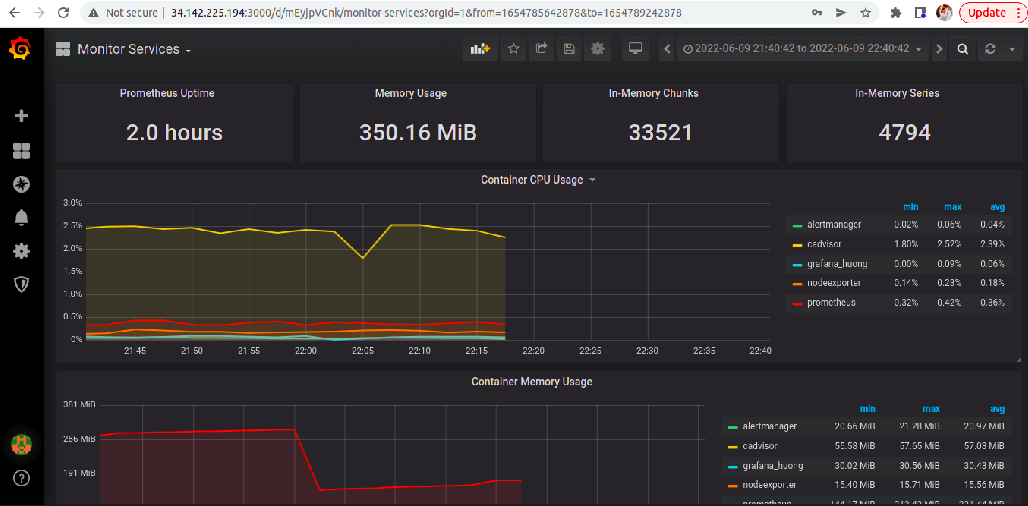 Not secure | 34.142.225.194:3000/d/mEyJpVCnk/monitor-services?orgId=1&from=1654785642878&to=1654789242878
Update
Monitor Services
2022-06-09 21:40:42 to 2022-06-09 22:40:42
Prometheus Uptime
Memory Usage
In-Memory Chunks
In-Memory Series
2.0 hours
350.16 MiB
33521
4794
Container CPU Usage
3.0%
2.5%
2.0%
1.5%
1.0%
0.5%
0%
21:45 21:50 21:55 22:00 22:05 22:10 22:15 22:20 22:25 22:30 22:35 22:40
min max avg
alertmanager 0.02% 0.06% 0.04%
cadvisor 1.80% 2.52% 2.39%
grafana_huong 0.00% 0.09% 0.06%
nodeexporter 0.14% 0.23% 0.18%
prometheus 0.32% 0.42% 0.36%
Container Memory Usage
381 MiB
286 MiB
191 MiB
min max avg
alertmanager 20.66 MiB 21.28 MiB 20.97 MiB
cadvisor 55.58 MiB 57.65 MiB 57.03 MiB
grafana_huong 30.02 MiB 30.56 MiB 30.43 MiB
nodeexporter 15.40 MiB 15.71 MiB 15.56 MiB
prometheus